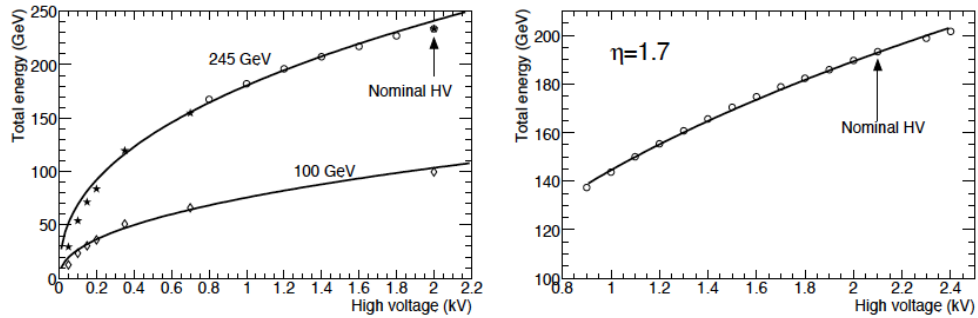 Total energy (GeV)
250
200
150
100
50
0
245 GeV
Nominal HV
100 GeV
0 0.2 0.4 0.6 0.8 1 1.2 1.4 1.6 1.8 2 2.2
High voltage (kV)
Total energy (GeV)
200
180
160
140
120
100
η=1.7
Nominal HV
0.8 1 1.2 1.4 1.6 1.8 2 2.2 2.4
High voltage (kV)